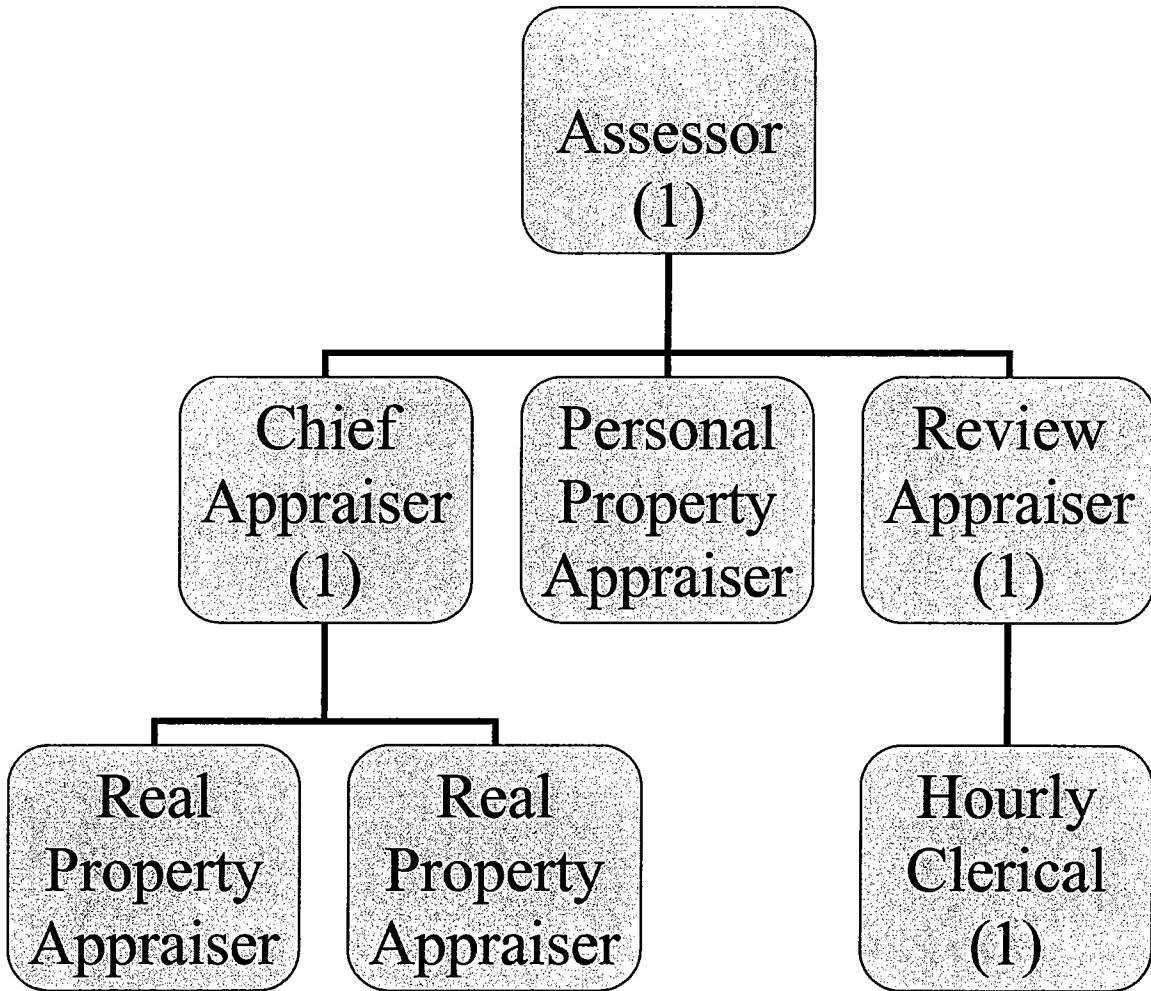 Assessor
(1)
Chief
Appraiser
(1)
Personal
Property
Appraiser
Review
Appraiser
(1)
Real
Property
Appraiser
Real
Property
Appraiser
Hourly
Clerical
(1)